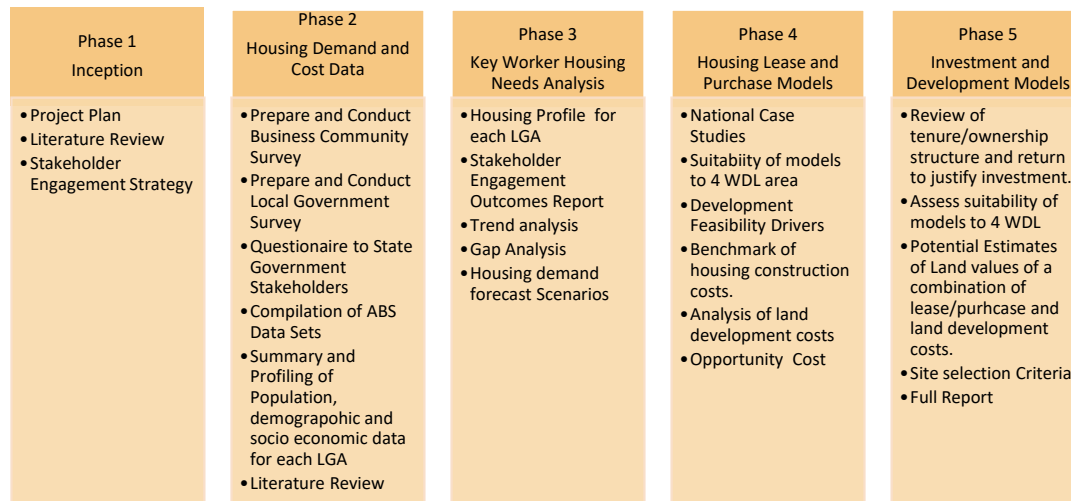 Phase 1
Inception
• Project Plan
• Literature Review
• Stakeholder
Engagement Strategy
Phase 2
Housing Demand and
Cost Data
• Prepare and Conduct
Business Community
Survey
• Prepare and Conduct
Local Government
Survey
• Questionaire to State
Government
Stakeholders
• Compilation of ABS
Data Sets
• Summary and
Profiling of
Population,
demograpohic and
socio economic data
for each LGA
• Literature Review
Phase 3
Key Worker Housing
Needs Analysis
• Housing Profile for
each LGA
• Stakeholder
Engagement
Outcomes Report
• Trend analysis
• Gap Analysis
• Housing demand
forecast Scenarios
Phase 4
Housing Lease and
Purchase Models
• National Case
Studies
• Suitabiity of models
to 4 WDL area
• Development
Feasibility Drivers
• Benchmark of
housing construction
costs.
• Analysis of land
development costs
• Opportunity Cost
Phase 5
Investment and
Development Models
• Review of
tenure/ownership
structure and return
to justify investment.
• Assess suitability of
models to 4 WDL
• Potential Estimates
of Land values of a
combination of
lease/purhcase and
land development
costs.
• Site selection Criteria
• Full Report